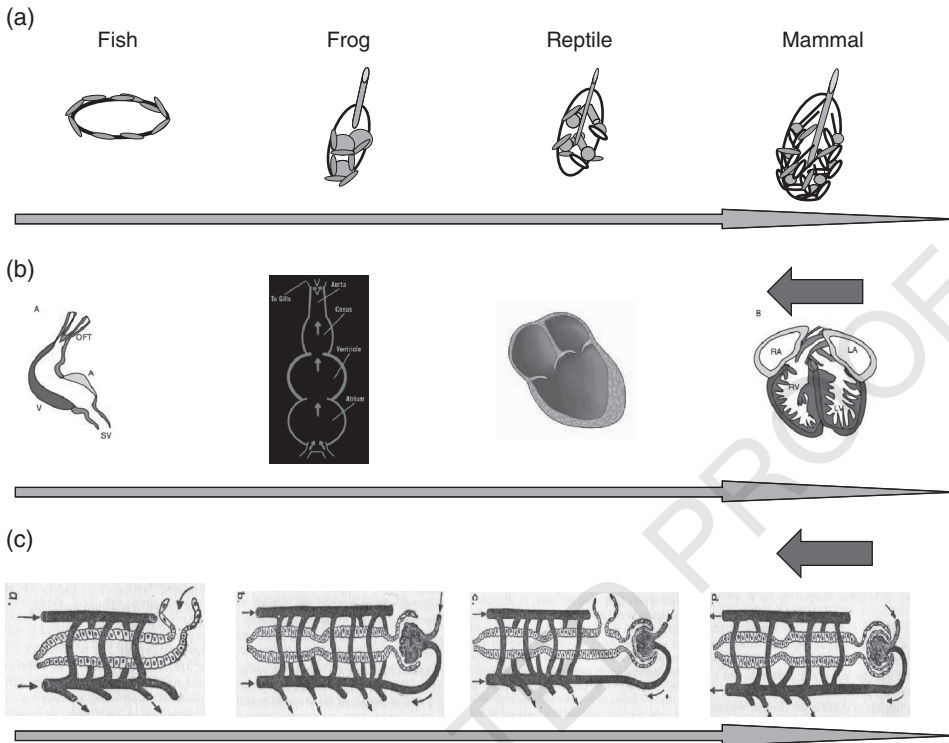 (a)
Fish Frog Reptile Mammal
(b)
A
OFT
A
V
SV
To Gills
V
Aorta
Conus
Ventricle
Atrium
B
RA
LA
RV
(c)
a.
b.
c.
d.